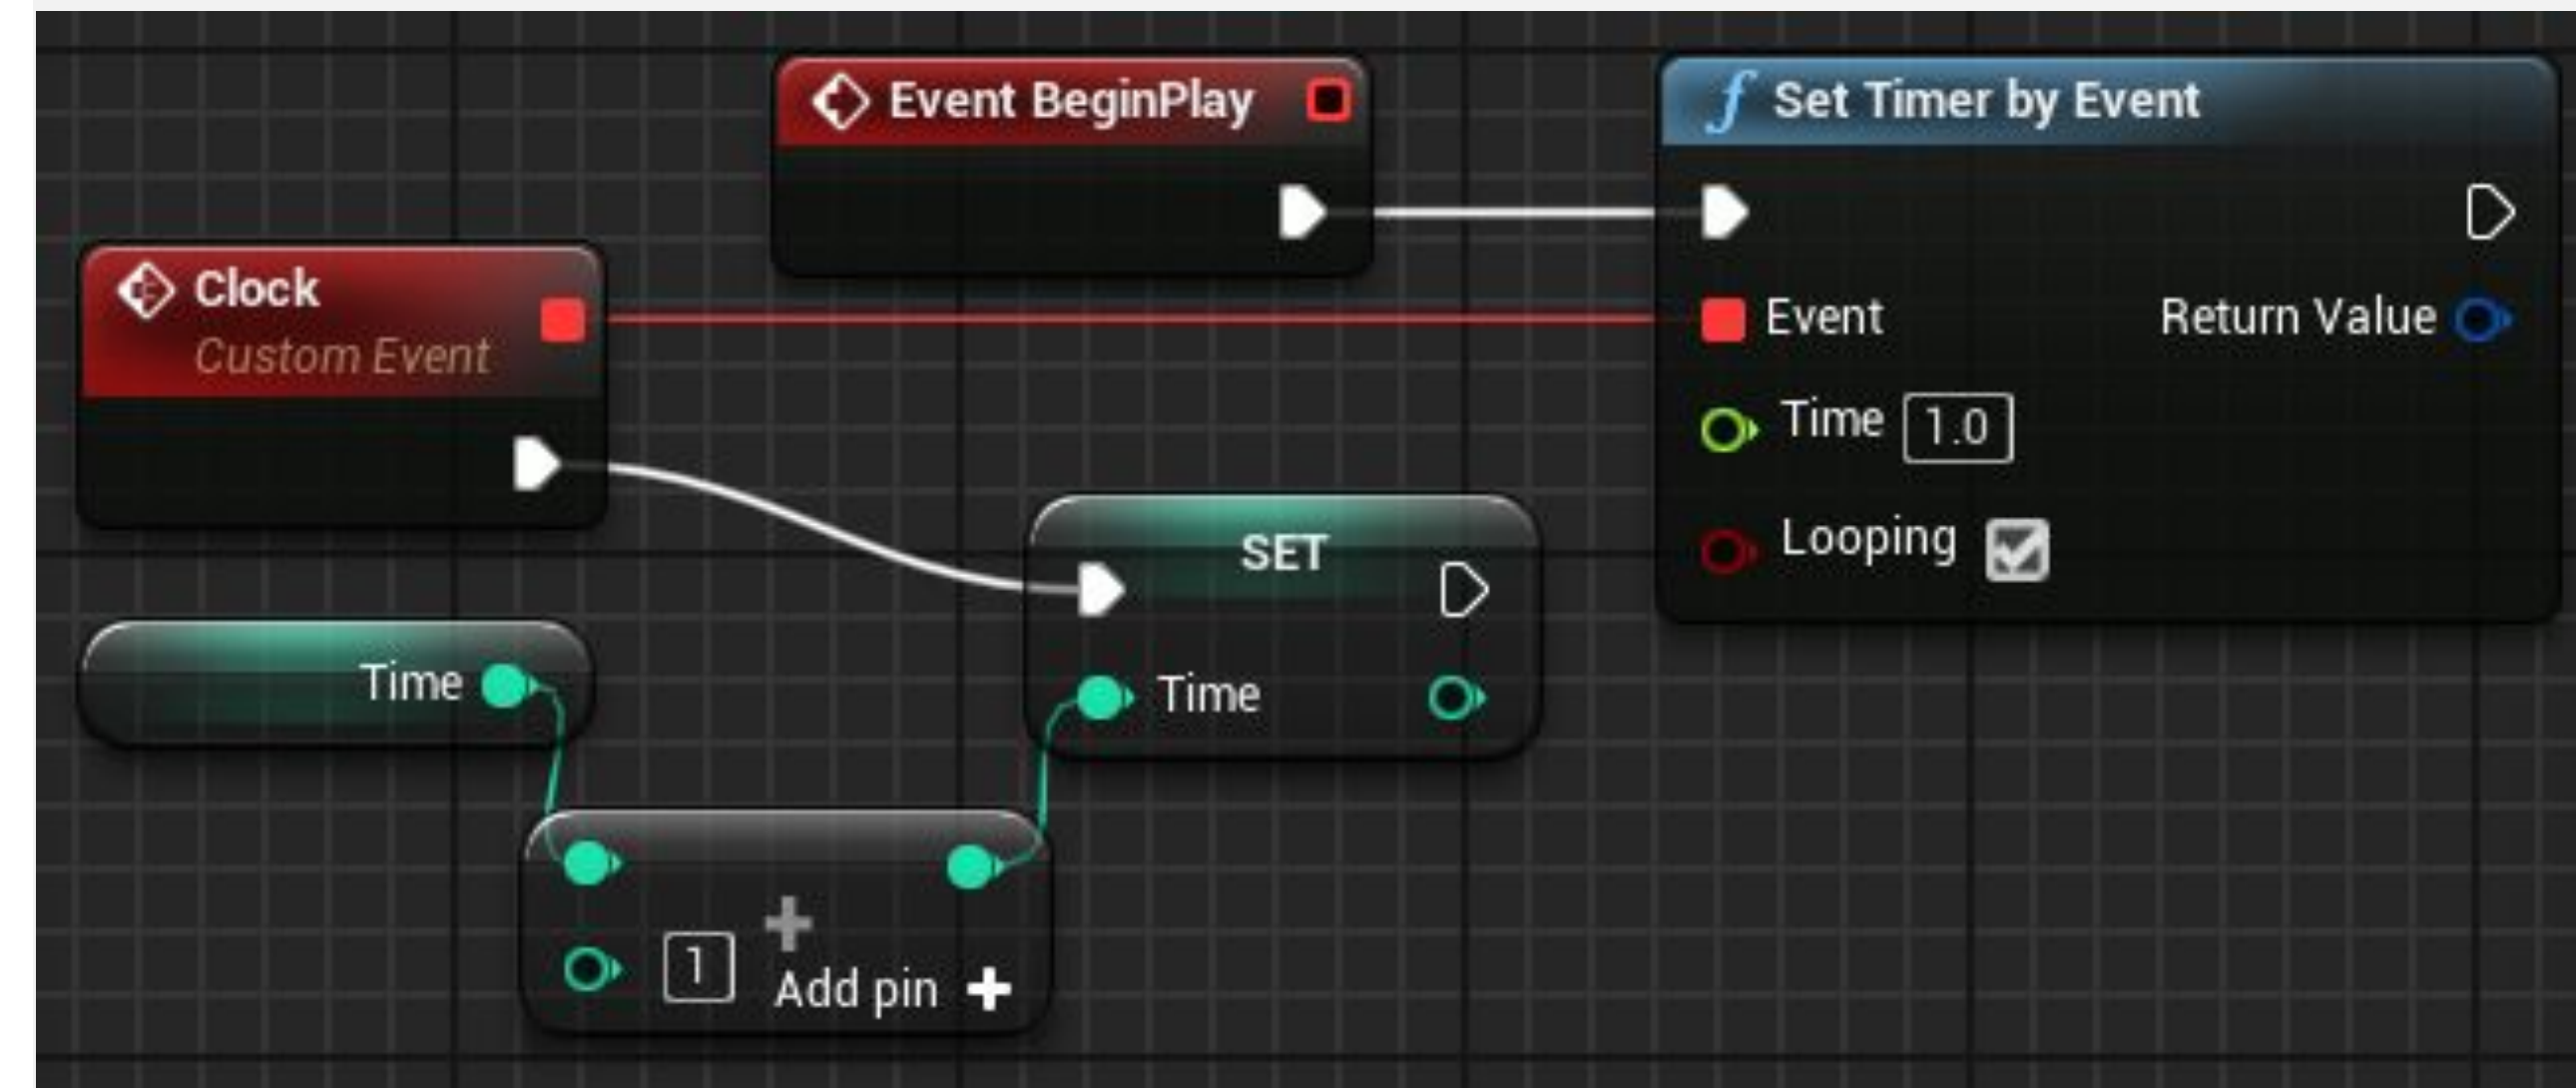 Event BeginPlay
f Set Timer by Event
Clock
Custom Event
Event
Return Value
Time 1.0
Looping
SET
Time
Time
1
Add pin